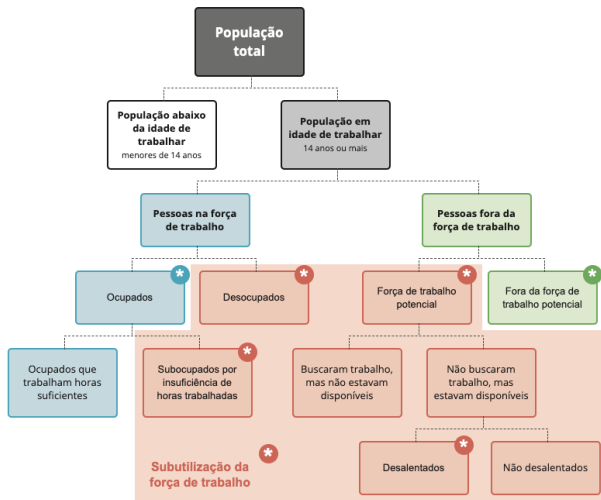 População
total
População abaixo
da idade de
trabalhar
menores de 14 anos
População em
idade de trabalhar
14 anos ou mais
Pessoas na força
de trabalho
Pessoas fora da
força de trabalho
*
*
*
*
Ocupados
Desocupados
Força de trabalho
potencial
Fora da força de
trabalho potencial
Ocupados que
trabalham horas
suficientes
*
Subocupados por
insuficiência de
horas trabalhadas
Buscaram trabalho,
mas não estavam
disponíveis
Não buscaram
trabalho, mas
estavam disponíveis
*
Desalentados
Não desalentados
*
Subutilização da
força de trabalho